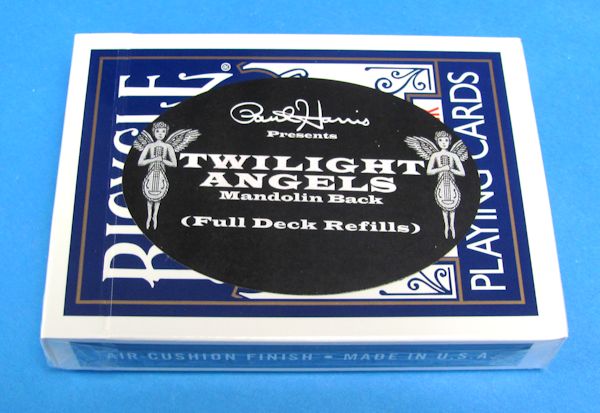 BICYCLE®
Paul Harris
Presents
TWILIGHT
ANGELS
Mandolin Back
(Full Deck Refills)
PLAYING CARDS
AIR-CUSHION FINISH • MADE IN U.S.A.